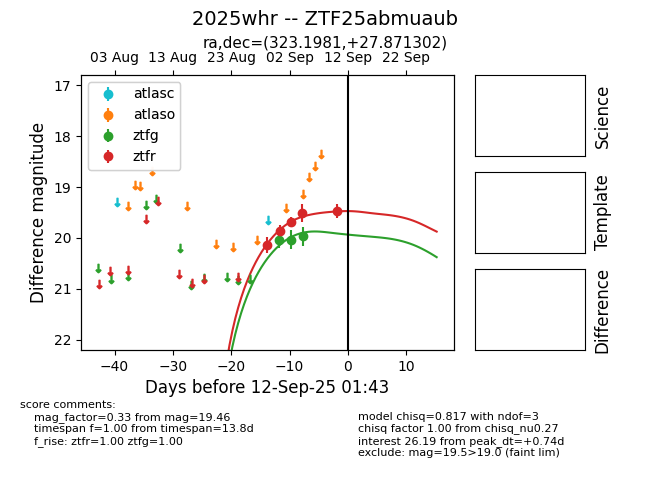 2025whr -- ZTF25abmuaub
ra,dec=(323.1981,+27.871302)
03 Aug 13 Aug 23 Aug 02 Sep 12 Sep 22 Sep
atlasc
atlaso
ztfg
ztfr
17
18
19
20
21
22
Difference magnitude
−40 −30 −20 −10 0 10
Days before 12-Sep-25 01:43
Science
Template
Difference
score comments:
mag_factor=0.33 from mag=19.46
timespan f=1.00 from timespan=13.8d
f_rise: ztfr=1.00 ztfg=1.00
model chisq=0.817 with ndof=3
chisq factor 1.00 from chisq_nu0.27
interest 26.19 from peak_dt=+0.74d
exclude: mag=19.5>19.0 (faint lim)